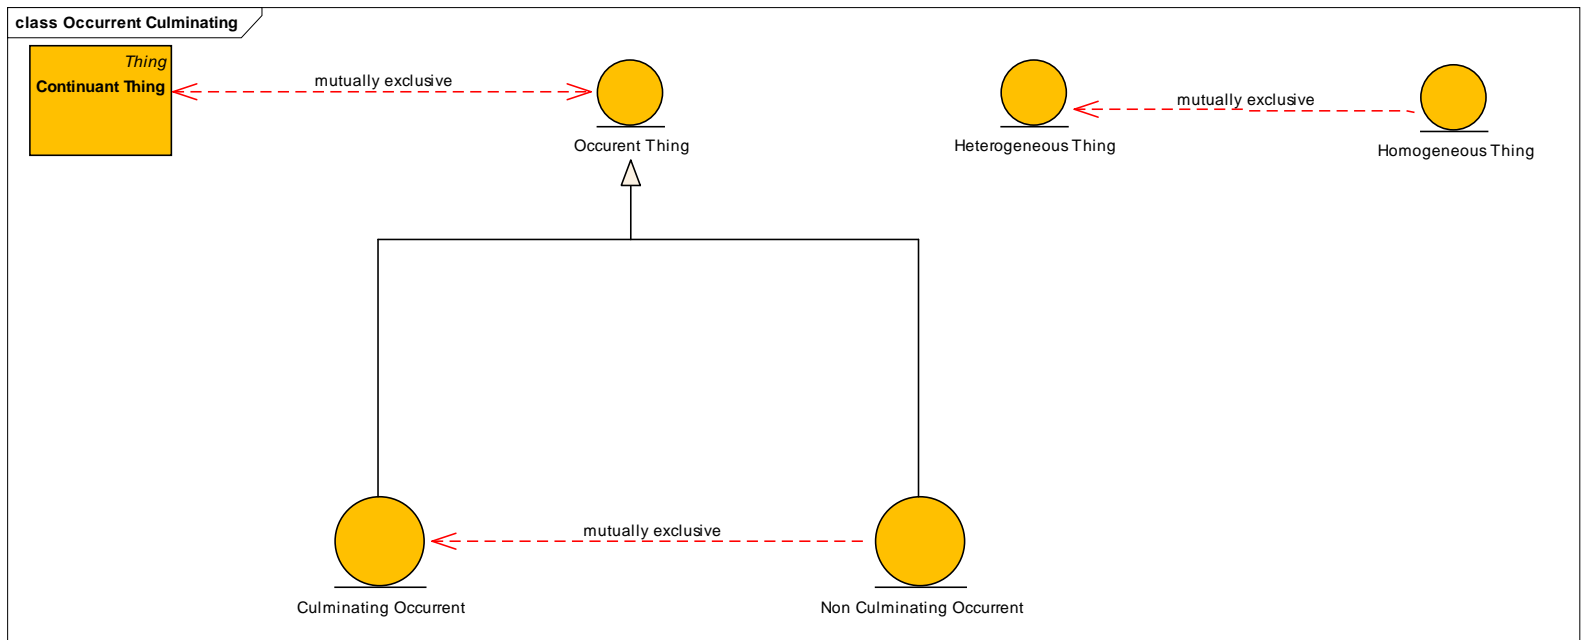 class Occurrent Culminating
Thing
Continuant Thing
mutually exclusive
Occurent Thing
Heterogeneous Thing
mutually exclusive
Homogeneous Thing
mutually exclusive
Culminating Occurrent
Non Culminating Occurrent